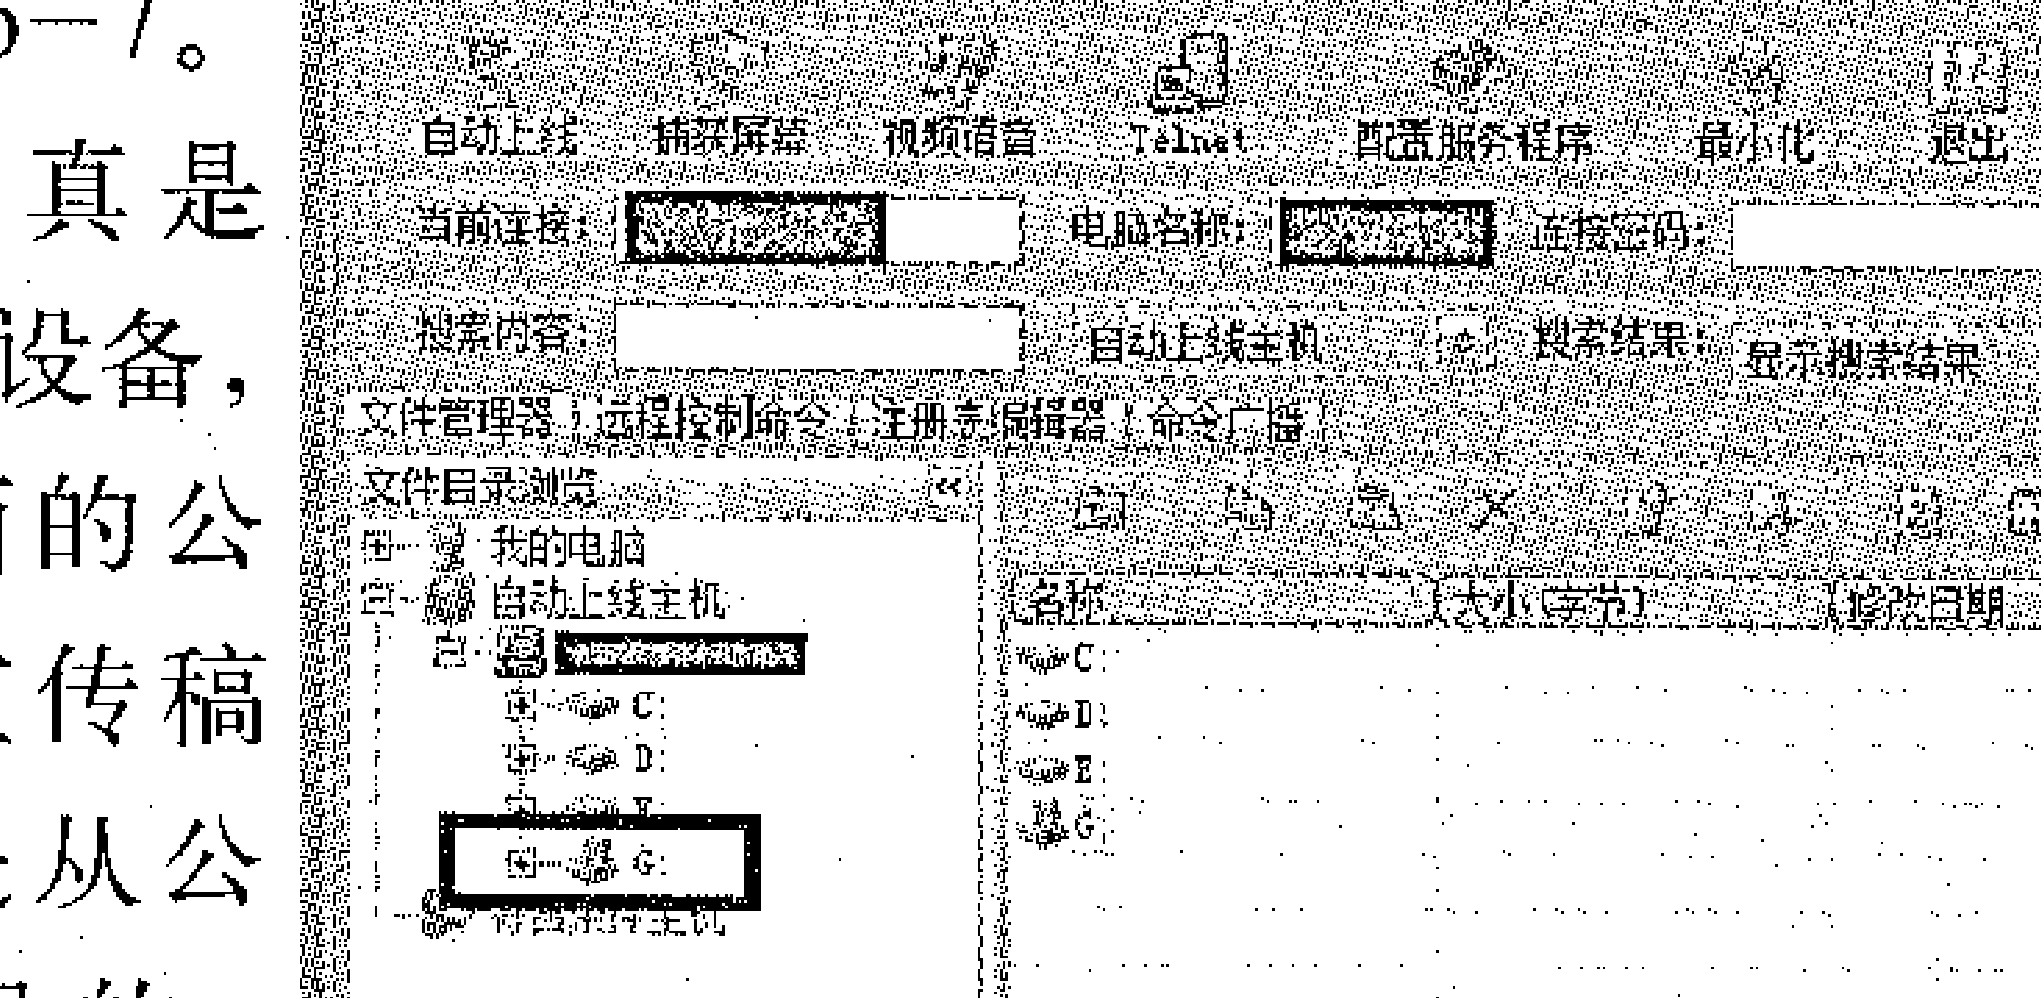 。
真是
设备，
的公
传稿
从公
自动上线 捕获屏幕 视频语音 Telnet 配置服务程序 最小化 退出
当前连接： 电脑名称： 连接密码：
搜索内容： 自动上线主机 搜索结果： 显示搜索结果
文件管理器 远程控制命令 注册表编辑器 命令广播
文件目录浏览
我的电脑
自动上线主机
C:
D:
G:
名称 大小(字节) 修改日期
C:
D:
E:
G: